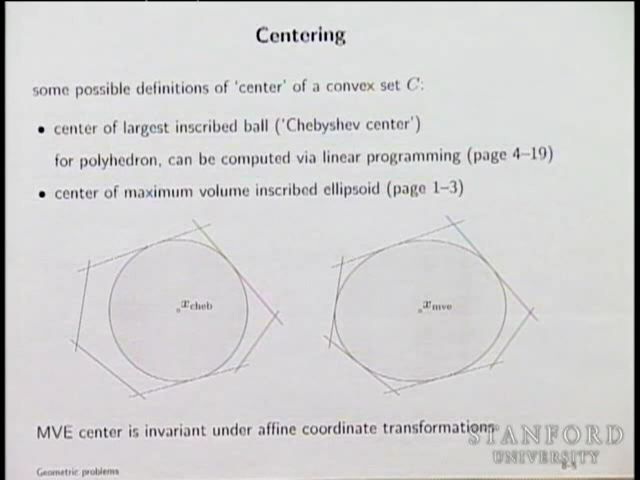 Centering
some possible definitions of 'center' of a convex set C:
• center of largest inscribed ball ('Chebyshev center')
for polyhedron, can be computed via linear programming (page 4–19)
• center of maximum volume inscribed ellipsoid (page 1–3)
xcheb
xmve
MVE center is invariant under affine coordinate transformations
STANFORD
UNIVERSITY
Geometric problems